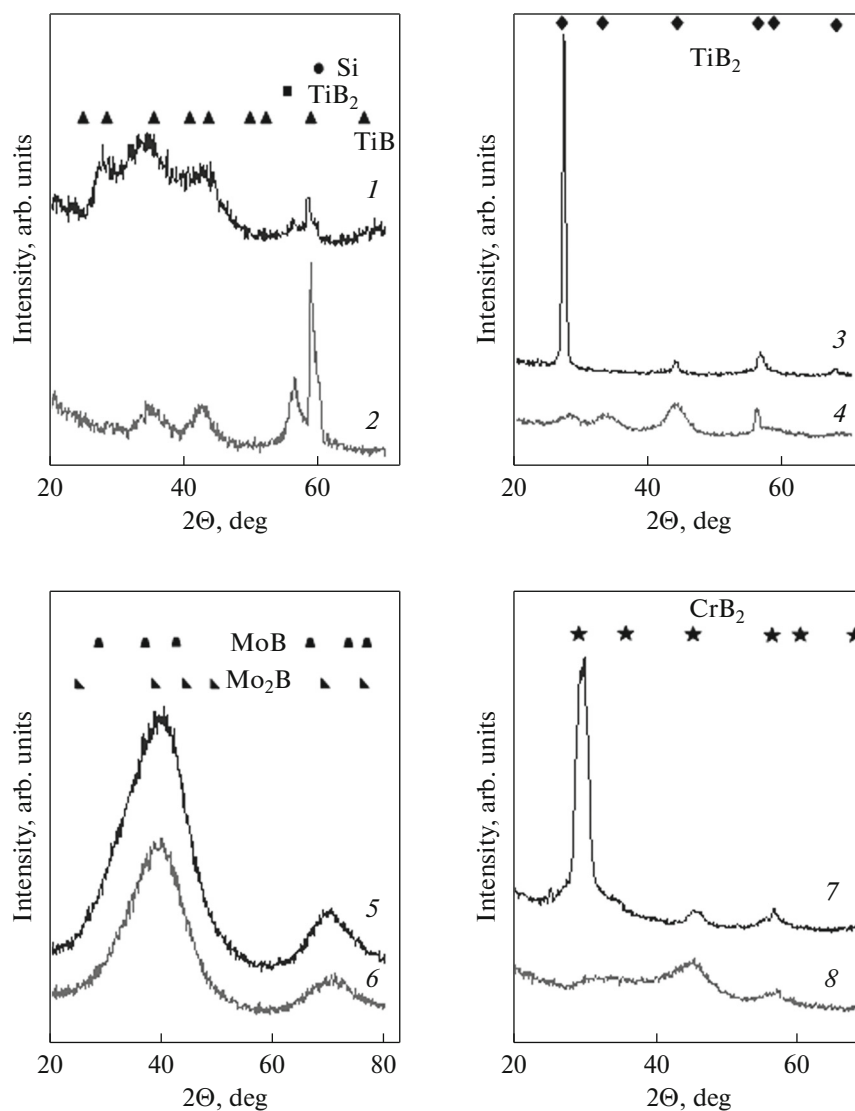 Si
TiB2
TiB
1
2
Intensity, arb. units
20 40 60
2Θ, deg
TiB2
3
4
Intensity, arb. units
20 40 60
2Θ, deg
MoB
Mo2B
5
6
Intensity, arb. units
20 40 60 80
2Θ, deg
CrB2
7
8
Intensity, arb. units
20 40 60
2Θ, deg